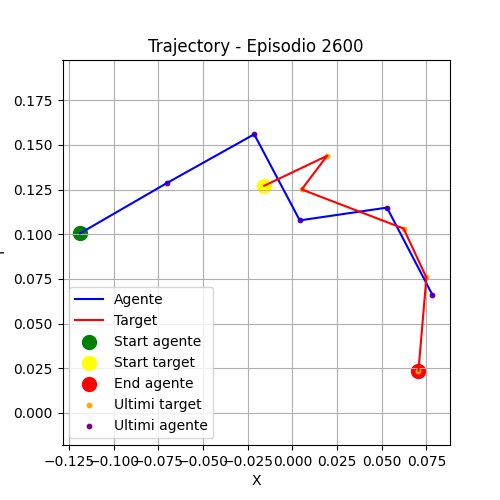 Trajectory - Episodio 2600
0.175
0.150
0.125
0.100
0.075
0.050
0.025
0.000
Agente
Target
Start agente
Start target
End agente
Ultimi target
Ultimi agente
−0.125 −0.100 −0.075 −0.050 −0.025 0.000 0.025 0.050 0.075
X